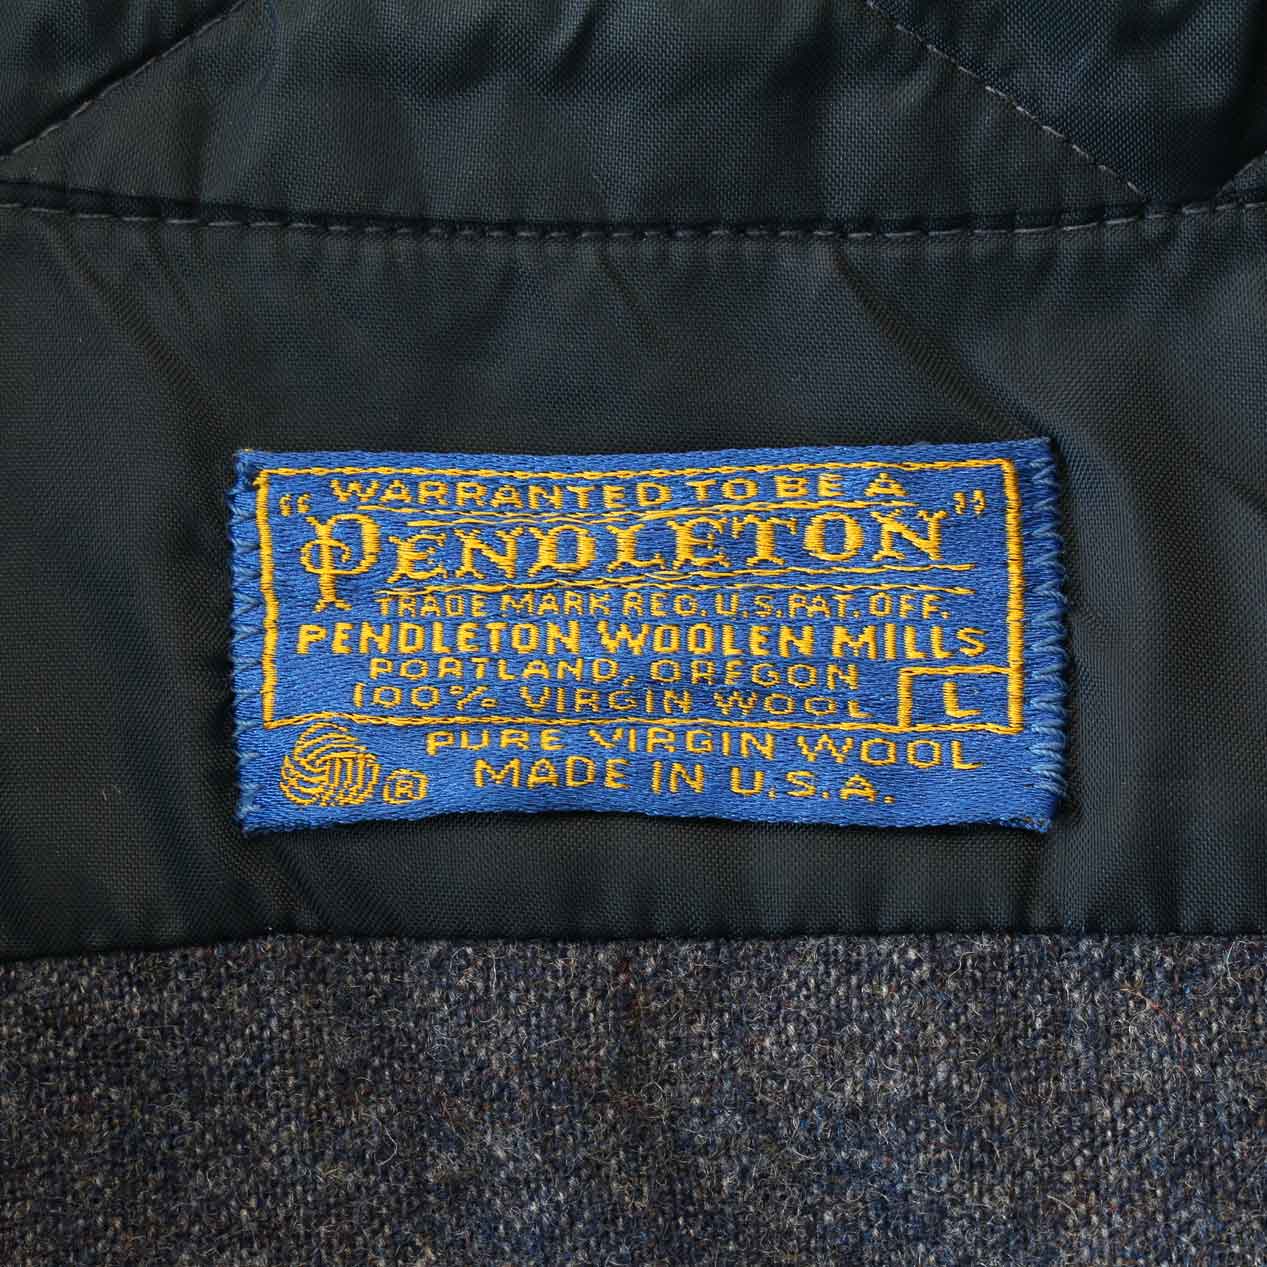 WARRANTED TO BE A
"PENDLETON"
TRADE MARK REG. U.S. PAT. OFF.
PENDLETON WOOLEN MILLS
PORTLAND, OREGON
100% VIRGIN WOOL L
PURE VIRGIN WOOL
® MADE IN U.S.A.